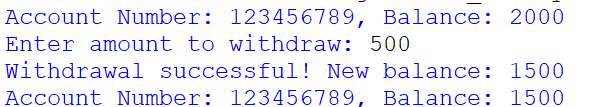 Account Number: 123456789, Balance: 2000
Enter amount to withdraw: 500
Withdrawal successful! New balance: 1500
Account Number: 123456789, Balance: 1500